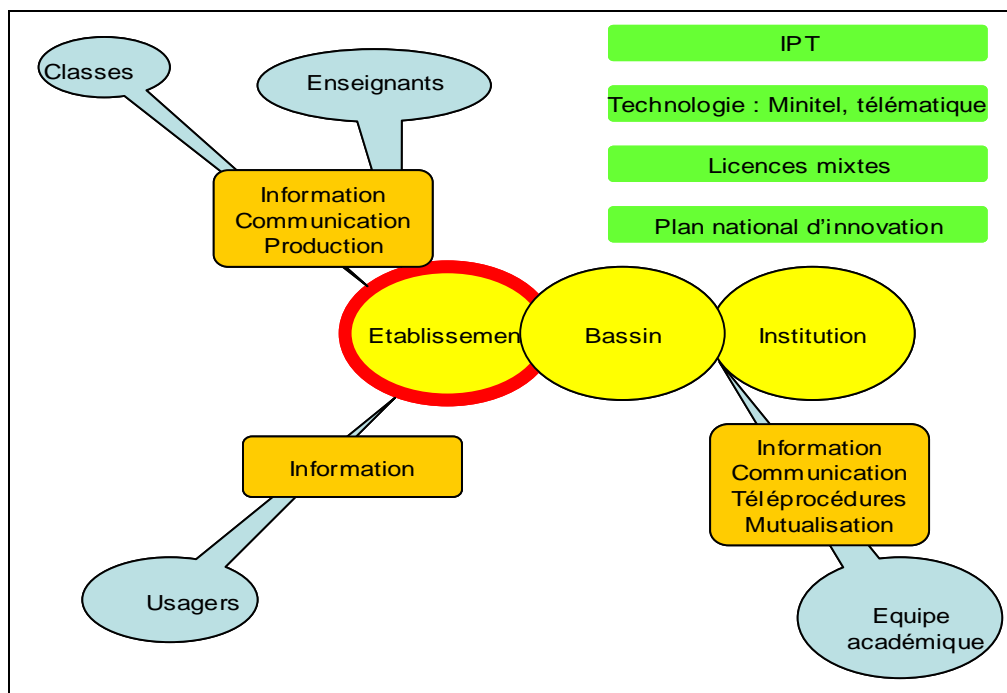 Classes
Enseignants
IPT
Technologie : Minitel, télématique
Licences mixtes
Plan national d'innovation
Information
Communication
Production
Etablissemen
Bassin
Institution
Information
Information
Communication
Téléprocédures
Mutualisation
Usagers
Equipe
académique